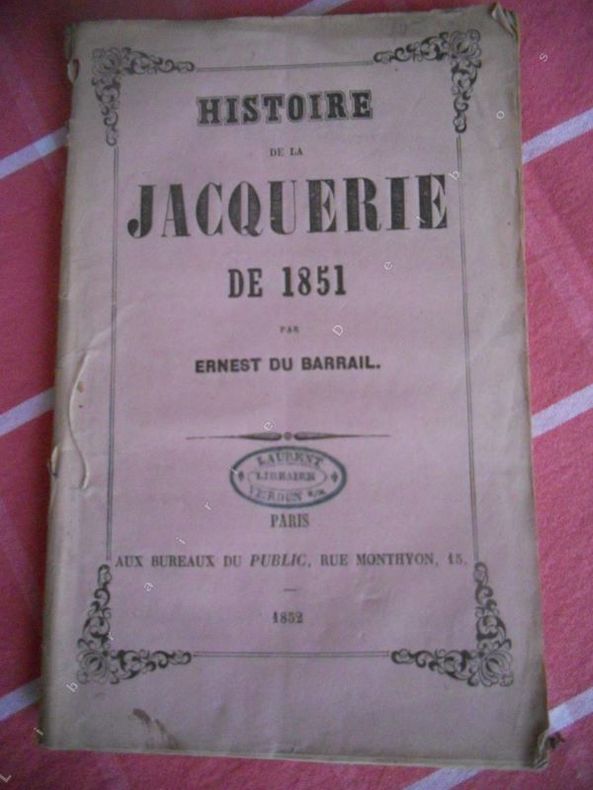 HISTOIRE
DE LA
JACQUERIE
DE 1851
PAR
ERNEST DU BARRAIL.
LAURENT
LIBRAIRE
VERDUN
PARIS
AUX BUREAUX DU PUBLIC, RUE MONTHYON, 15.
1852